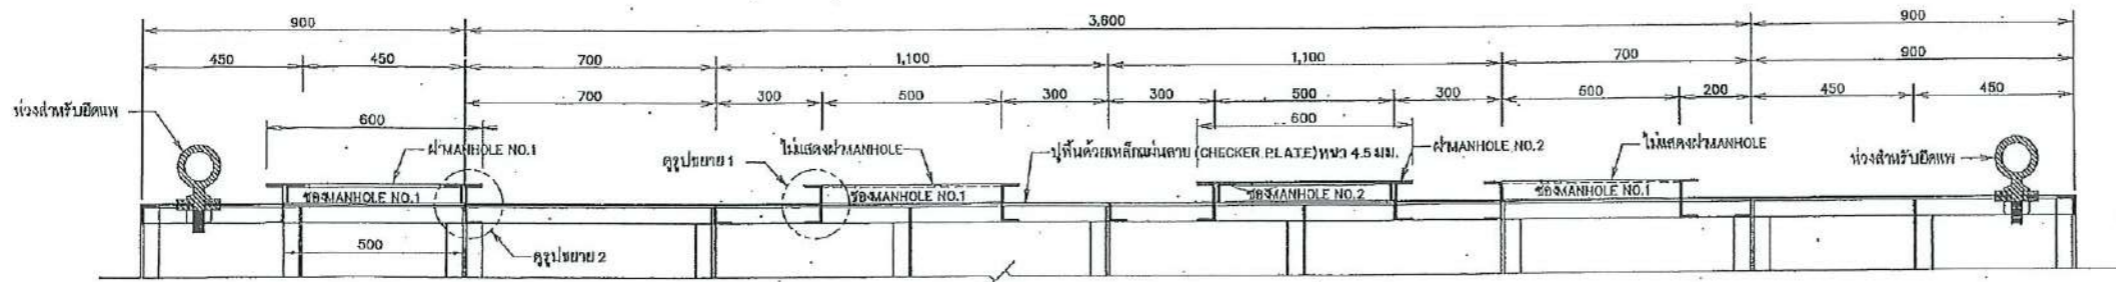 900 3,600 900
450 450 700 1,100 1,100 700 900
700 300 500 300 300 500 300 500 200 450 450
ห่วงสำหรับยึดแพ
600
ฝาMANHOLE NO.1
ดูรูปขยาย 1
ไม่แสดงฝาMANHOLE
ปูพื้นด้วยเหล็กแผ่นลาย (CHECKER PLATE) หนา 4.5 มม.
600
ฝาMANHOLE NO.2
ไม่แสดงฝาMANHOLE
ห่วงสำหรับยึดแพ
ช่องMANHOLE NO.1
ช่องMANHOLE NO.1
ช่องMANHOLE NO.2
ช่องMANHOLE NO.1
500
ดูรูปขยาย 2